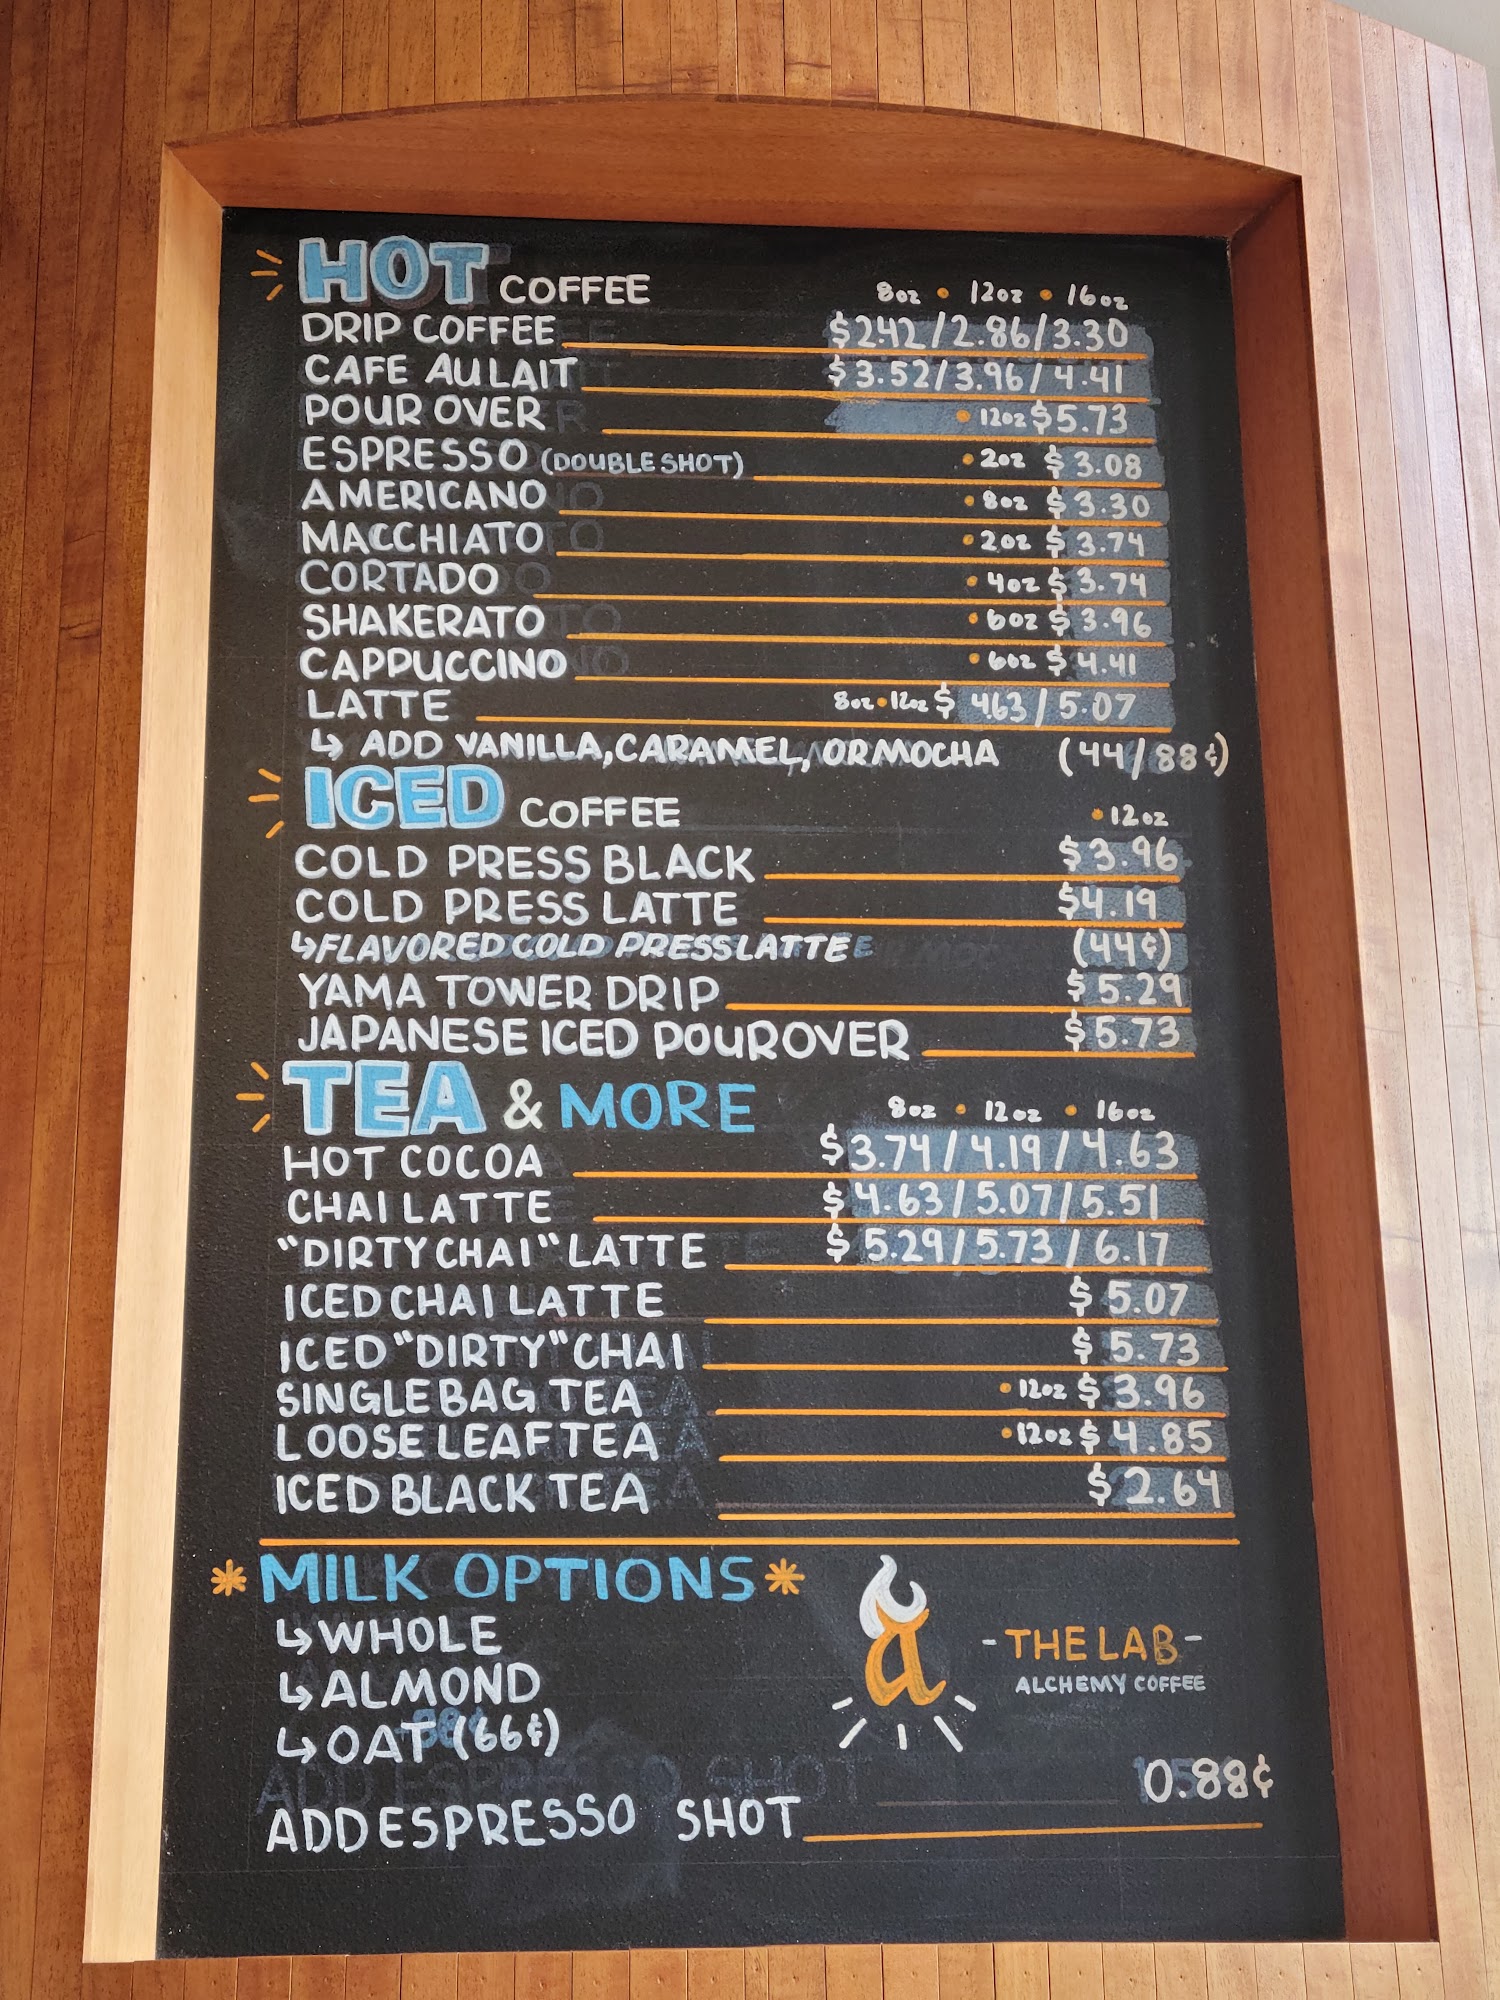 HOT COFFEE 8oz • 12oz • 16oz
DRIP COFFEE $2.42/2.86/3.30
CAFE AU LAIT $3.52/3.96/4.41
POUR OVER • 12oz $5.73
ESPRESSO (DOUBLE SHOT) • 2oz $3.08
AMERICANO • 8oz $3.30
MACCHIATO • 2oz $3.74
CORTADO • 4oz $3.74
SHAKERATO • 6oz $3.96
CAPPUCCINO • 6oz $4.41
LATTE 8oz • 12oz $4.63/5.07
↳ ADD VANILLA, CARAMEL, OR MOCHA (44/88¢)
ICED COFFEE • 12oz
COLD PRESS BLACK $3.96
COLD PRESS LATTE $4.19
↳ FLAVORED COLD PRESS LATTE (44¢)
YAMA TOWER DRIP $5.29
JAPANESE ICED POUROVER $5.73
TEA & MORE 8oz • 12oz • 16oz
HOT COCOA $3.74/4.19/4.63
CHAI LATTE $4.63/5.07/5.51
"DIRTY CHAI" LATTE $5.29/5.73/6.17
ICED CHAI LATTE $5.07
ICED "DIRTY" CHAI $5.73
SINGLE BAG TEA • 12oz $3.96
LOOSE LEAF TEA • 12oz $4.85
ICED BLACK TEA $2.64
* MILK OPTIONS *
↳ WHOLE
↳ ALMOND
↳ OAT (66¢)
a
- THE LAB -
ALCHEMY COFFEE
ADD ESPRESSO SHOT 0.88¢